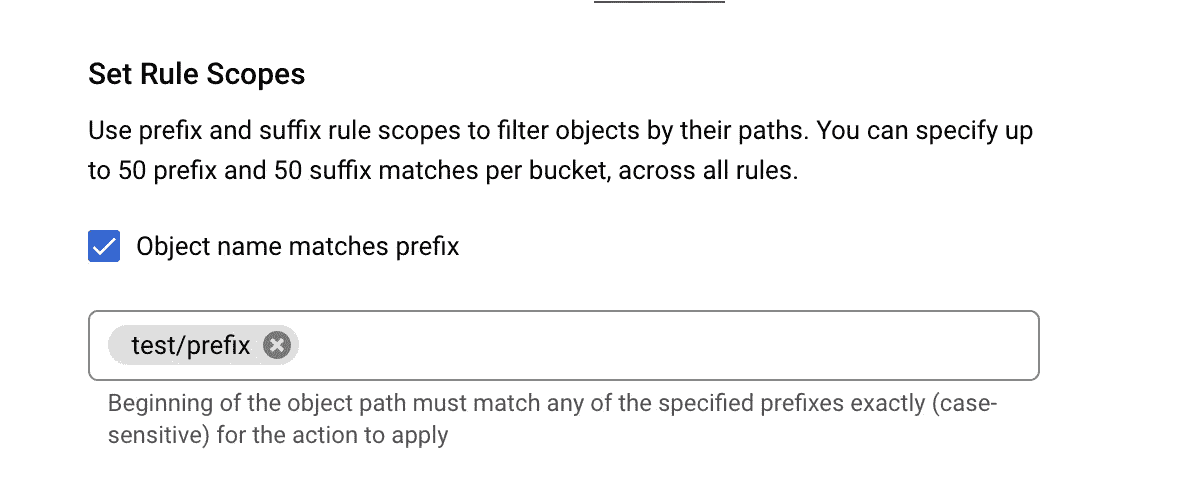 Set Rule Scopes
Use prefix and suffix rule scopes to filter objects by their paths. You can specify up
to 50 prefix and 50 suffix matches per bucket, across all rules.
Object name matches prefix
test/prefix
Beginning of the object path must match any of the specified prefixes exactly (case-
sensitive) for the action to apply